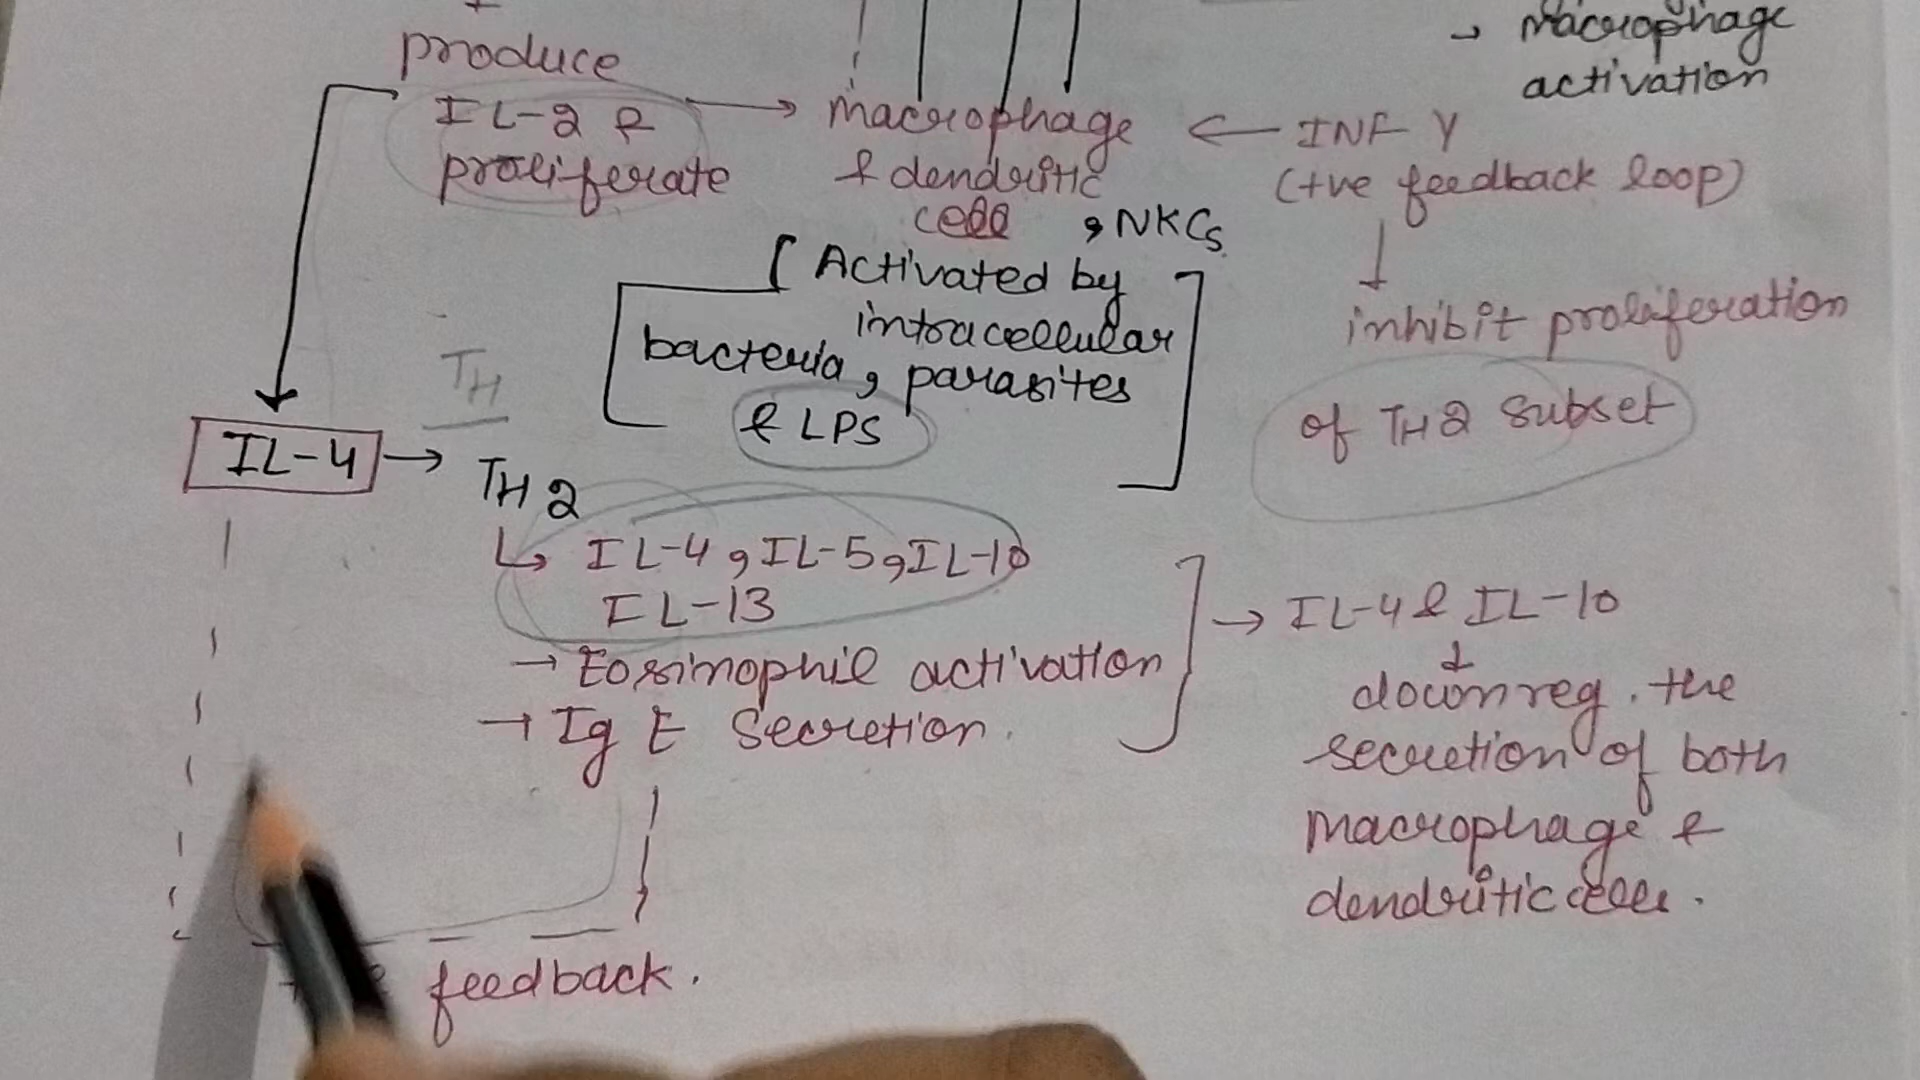 produce
IL-2 &
proliferate
macrophage
& dendritic
cell , NKCs
[ Activated by
intracellular
bacteria, parasites
& LPS
→ macrophage
activation
INF γ
(+ve feedback loop)
inhibit proliferation
of TH2 subset
TH
IL-4 → TH2
IL-4, IL-5, IL-10
IL-13
→ Eosinophil activation
→ Ig E Secretion.
→ IL-4 & IL-10
downreg. the
secretion of both
macrophage &
dendritic cells.
feedback.